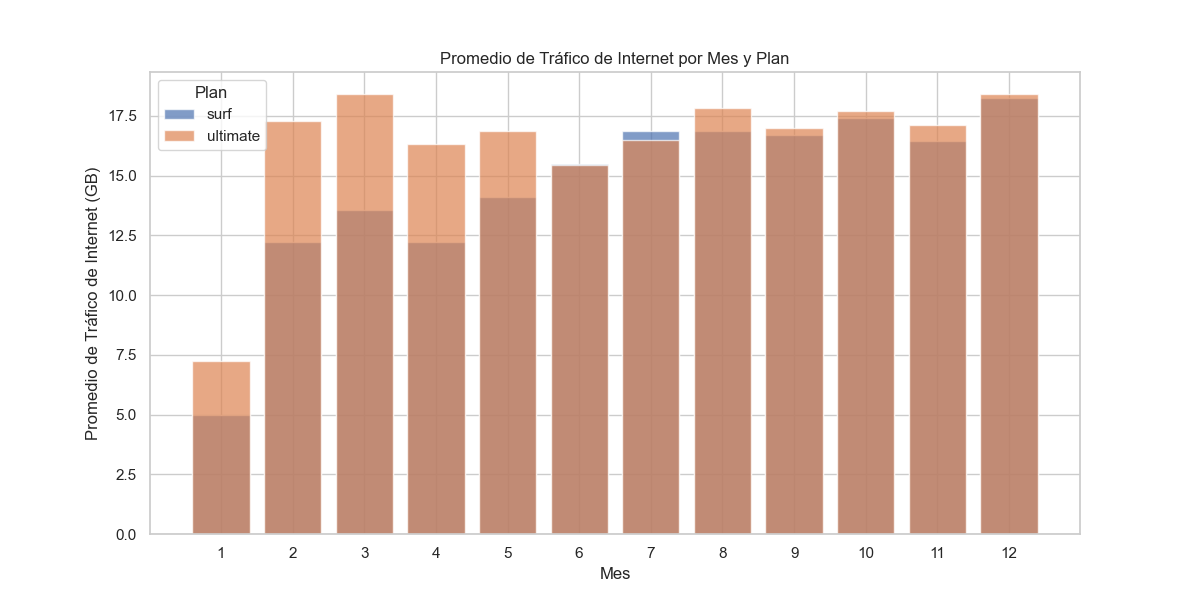 Promedio de Tráfico de Internet por Mes y Plan
Plan
surf
ultimate
Promedio de Tráfico de Internet (GB)
17.5
15.0
12.5
10.0
7.5
5.0
2.5
0.0
1 2 3 4 5 6 7 8 9 10 11 12
Mes